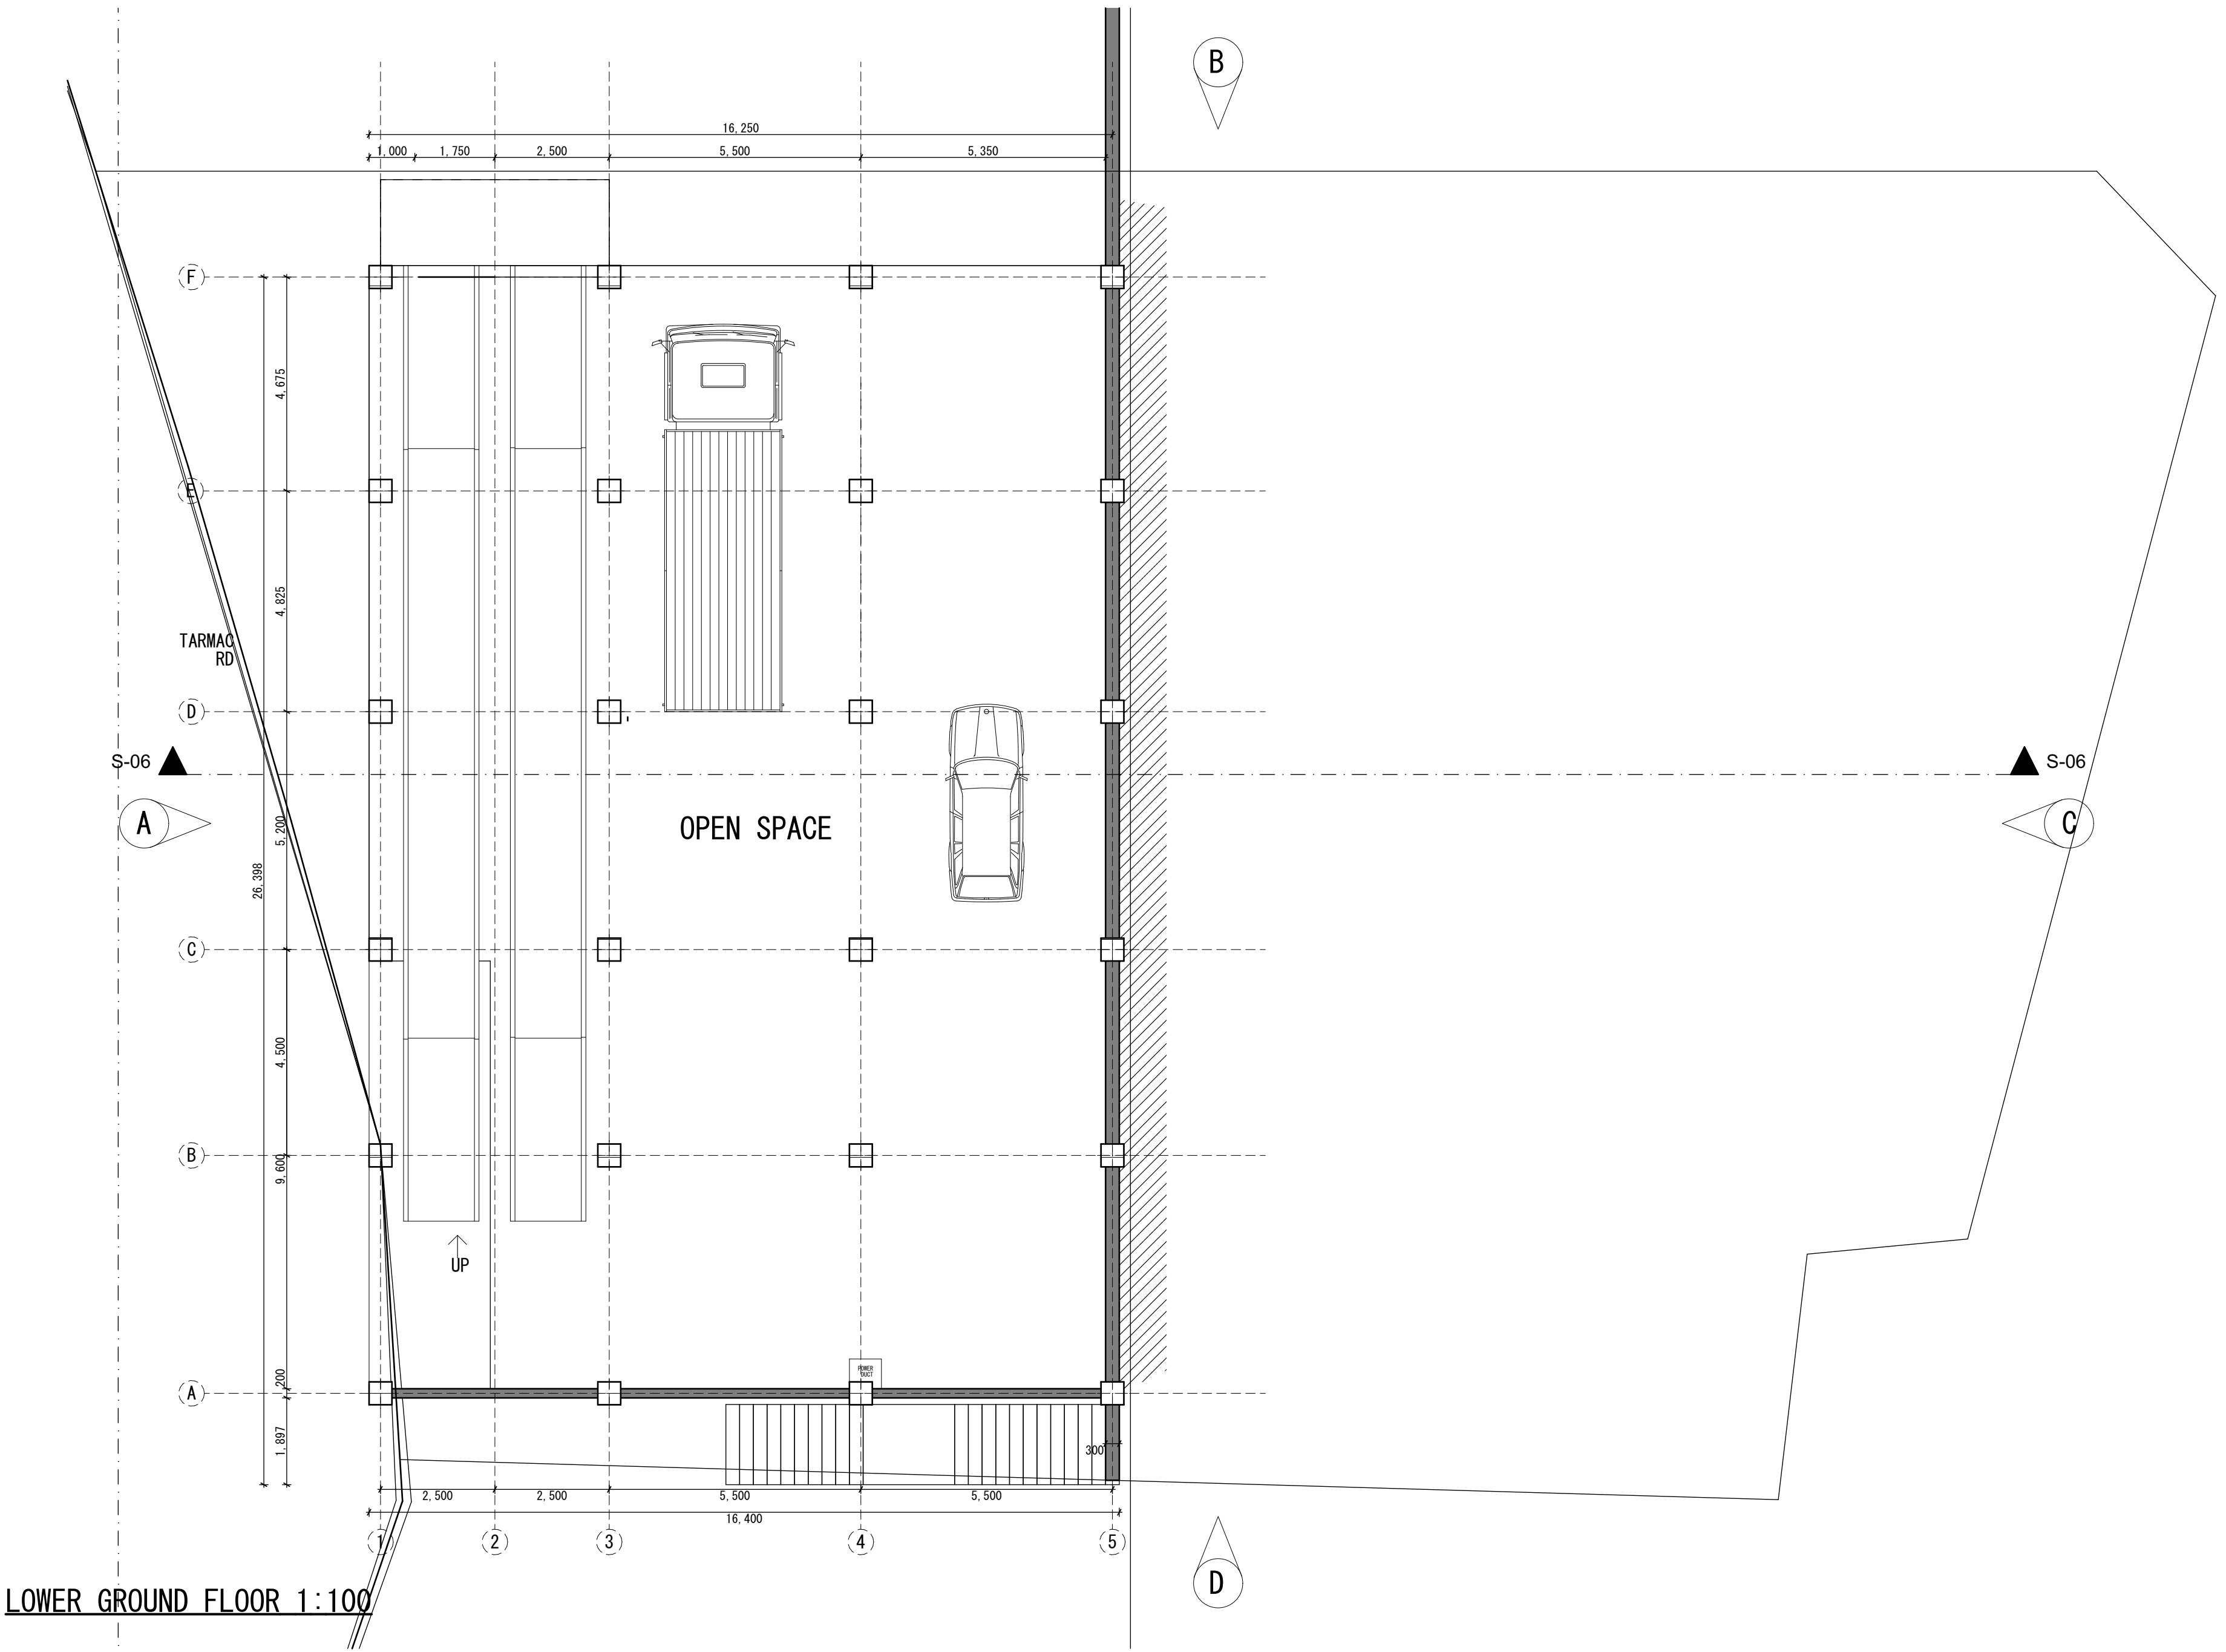 B
16,250
1,000
1,750
2,500
5,500
5,350
F
4,675
E
4,825
TARMAC
RD
D
S-06
S-06
A
C
5,200
OPEN SPACE
26,398
C
4,500
B
9,600
UP
POWER
DUCT
200
A
1,897
300
2,500
2,500
5,500
5,500
16,400
1
2
3
4
5
D
LOWER GROUND FLOOR 1:100